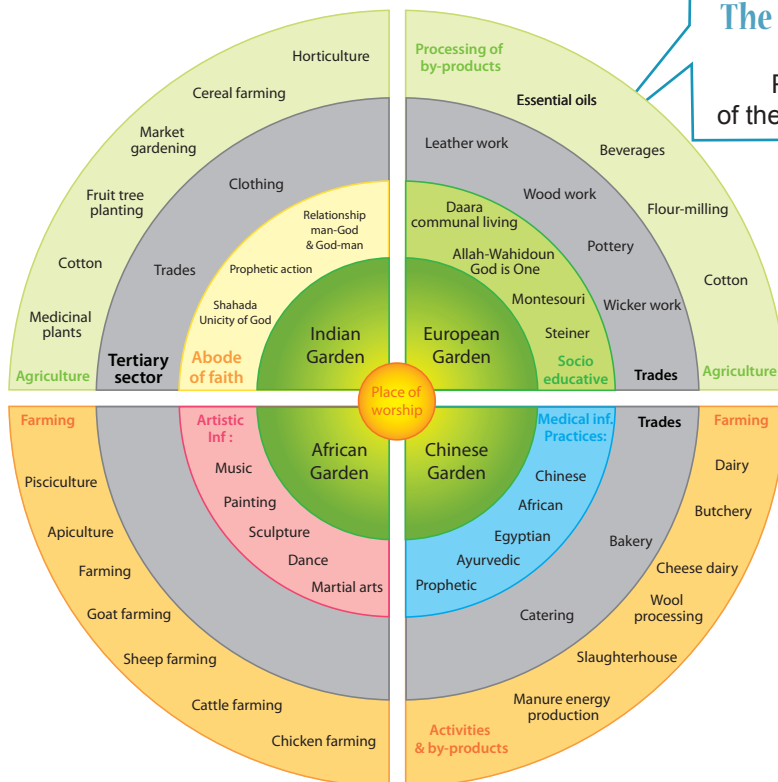 The
P
of the
Horticulture
Cereal farming
Market
gardening
Fruit tree
planting
Cotton
Medicinal
plants
Agriculture
Clothing
Trades
Tertiary
sector
Relationship
man-God
& God-man
Prophetic action
Shahada
Unicity of God
Abode
of faith
Indian
Garden
Processing of
by-products
Essential oils
Beverages
Flour-milling
Cotton
Agriculture
Leather work
Wood work
Pottery
Wicker work
Trades
Daara
communal living
Allah-Wahidoun
God is One
Montesouri
Steiner
Socio
educative
European
Garden
Place of
worship
Farming
Pisciculture
Apiculture
Farming
Goat farming
Sheep farming
Cattle farming
Chicken farming
Artistic
Inf :
Music
Painting
Sculpture
Dance
Martial arts
African
Garden
Chinese
Garden
Medical inf.
Practices:
Chinese
African
Egyptian
Ayurvedic
Prophetic
Trades
Bakery
Catering
Farming
Dairy
Butchery
Cheese dairy
Wool
processing
Slaughterhouse
Manure energy
production
Activities
& by-products